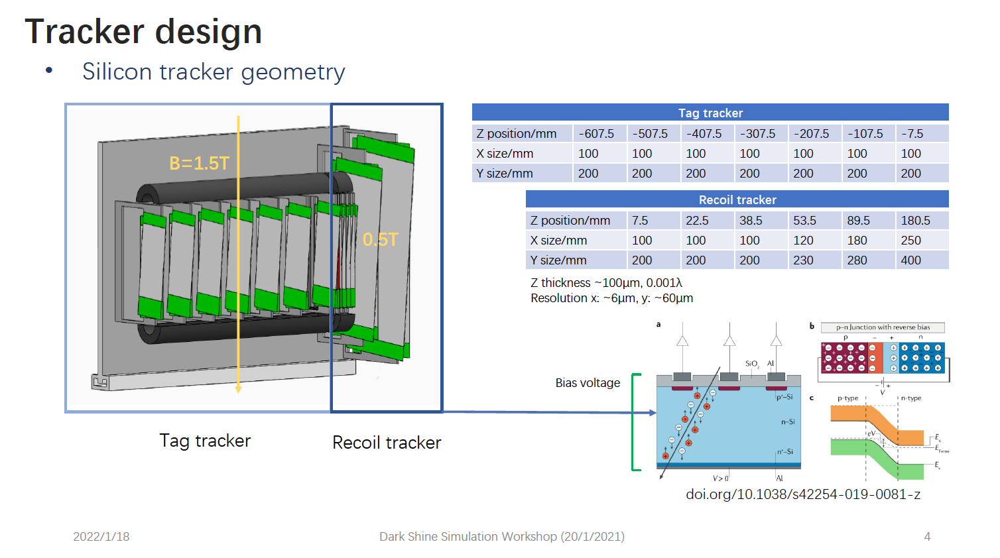 Tracker design
• Silicon tracker geometry
B=1.5T
0.5T
Tag tracker
Recoil tracker
Tag tracker
Z position/mm -607.5 -507.5 -407.5 -307.5 -207.5 -107.5 -7.5
X size/mm 100 100 100 100 100 100 100
Y size/mm 200 200 200 200 200 200 200
Recoil tracker
Z position/mm 7.5 22.5 38.5 53.5 89.5 180.5
X size/mm 100 100 100 120 180 250
Y size/mm 200 200 200 230 280 400
Z thickness ~100μm, 0.001λ
Resolution x: ~6μm, y: ~60μm
Bias voltage
a
SiO₂ Al
p⁺–Si
n–Si
n⁺–Si
V > 0 Al
b
p–n Junction with reverse bias
p − + n
− +
V
c
p-type n-type
eV
E_c
E_Fermi
E_v
doi.org/10.1038/s42254-019-0081-z
2022/1/18 Dark Shine Simulation Workshop (20/1/2021) 4